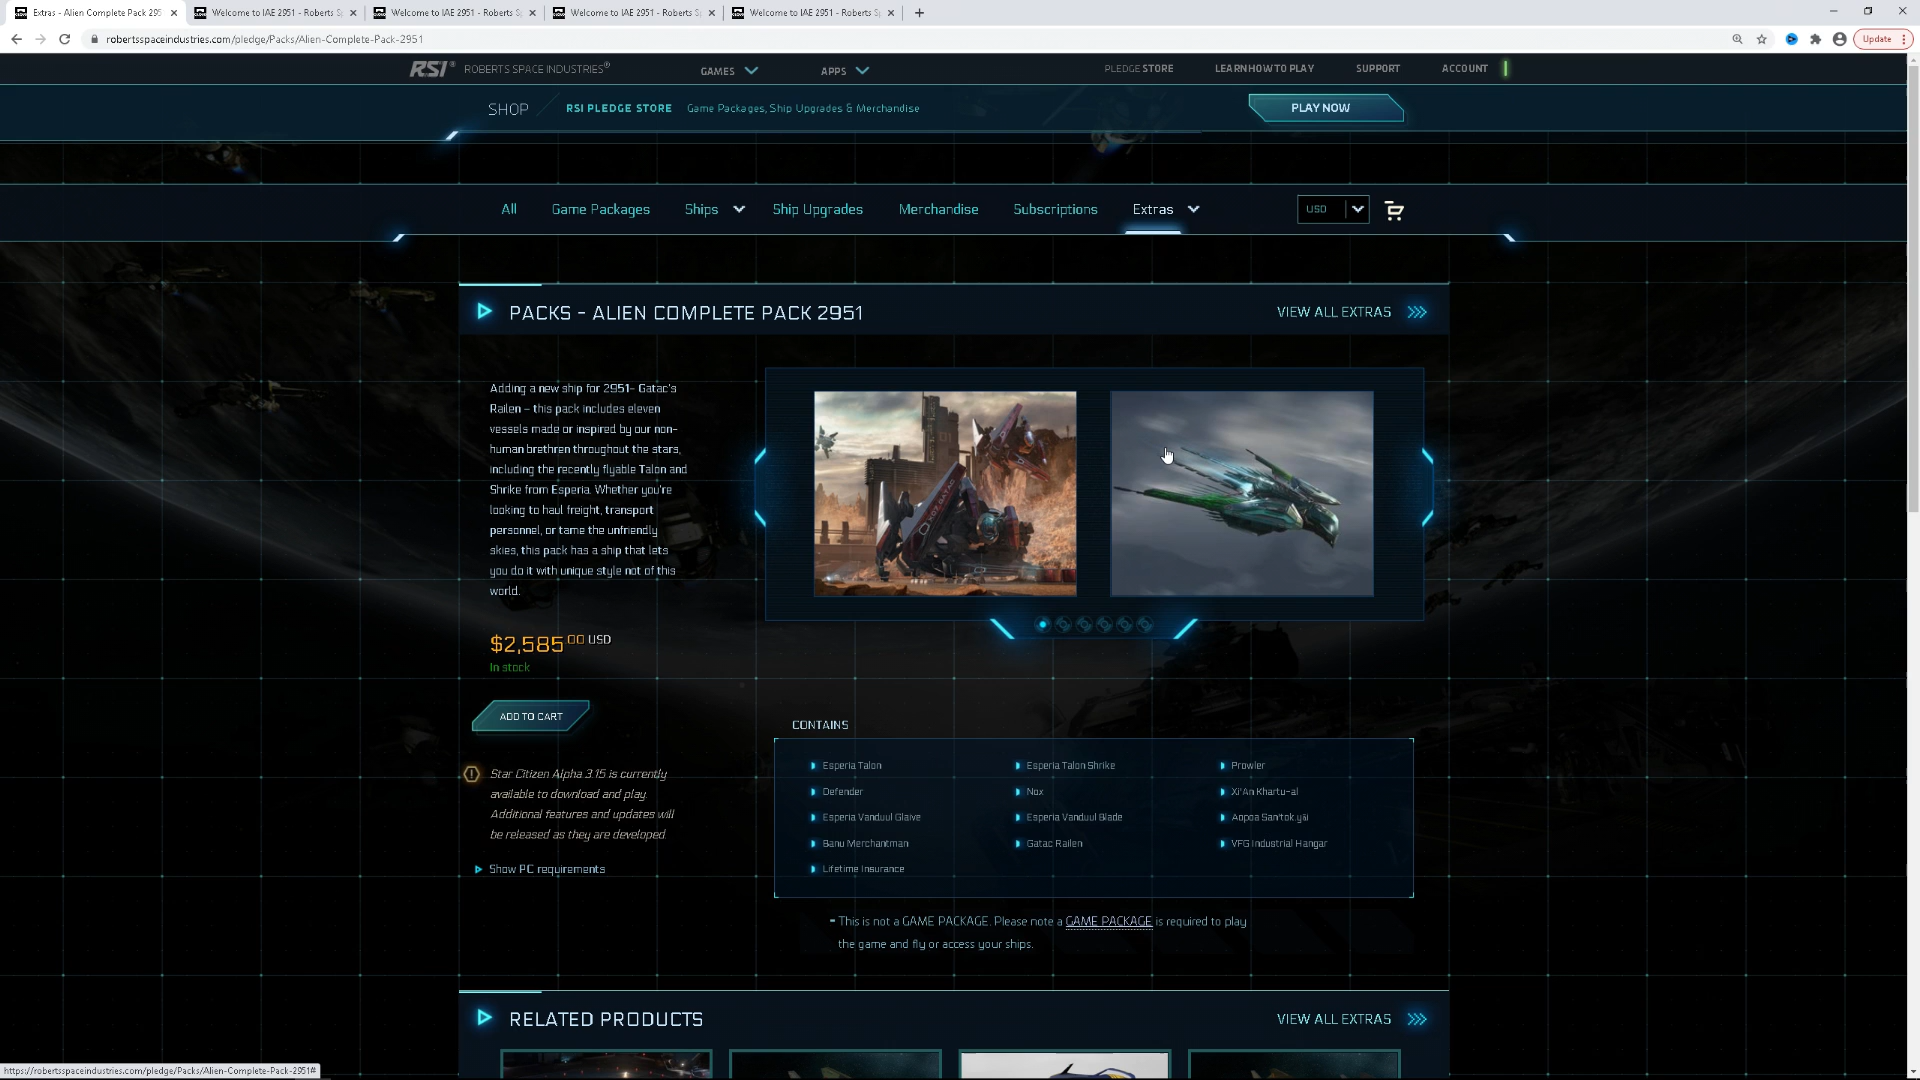 Extras - Alien Complete Pack 295
Welcome to IAE 2951 - Roberts S
Welcome to IAE 2951 - Roberts S
Welcome to IAE 2951 - Roberts S
Welcome to IAE 2951 - Roberts S
robertsspaceindustries.com/pledge/Packs/Alien-Complete-Pack-2951
Update
RSI® ROBERTS SPACE INDUSTRIES®
GAMES
APPS
PLEDGE STORE
LEARN HOW TO PLAY
SUPPORT
ACCOUNT
SHOP
RSI PLEDGE STORE
Game Packages, Ship Upgrades & Merchandise
PLAY NOW
All
Game Packages
Ships
Ship Upgrades
Merchandise
Subscriptions
Extras
USD
PACKS - ALIEN COMPLETE PACK 2951
VIEW ALL EXTRAS
Adding a new ship for 2951– Gatac's
Railen – this pack includes eleven
vessels made or inspired by our non-
human brethren throughout the stars,
including the recently flyable Talon and
Shrike from Esperia. Whether you're
looking to haul freight, transport
personnel, or tame the unfriendly
skies, this pack has a ship that lets
you do it with unique style not of this
world.
$2,585.00 USD
In stock
ADD TO CART
Star Citizen Alpha 3.15 is currently
available to download and play.
Additional features and updates will
be released as they are developed.
Show PC requirements
CONTAINS
Esperia Talon
Esperia Talon Shrike
Prowler
Defender
Nox
Xi'An Khartu-al
Esperia Vanduul Glaive
Esperia Vanduul Blade
Aopoa San'tok.yāi
Banu Merchantman
Gatac Railen
VFG Industrial Hangar
Lifetime Insurance
- This is not a GAME PACKAGE. Please note a GAME PACKAGE is required to play
the game and fly or access your ships.
RELATED PRODUCTS
VIEW ALL EXTRAS
https://robertsspaceindustries.com/pledge/Packs/Alien-Complete-Pack-2951#